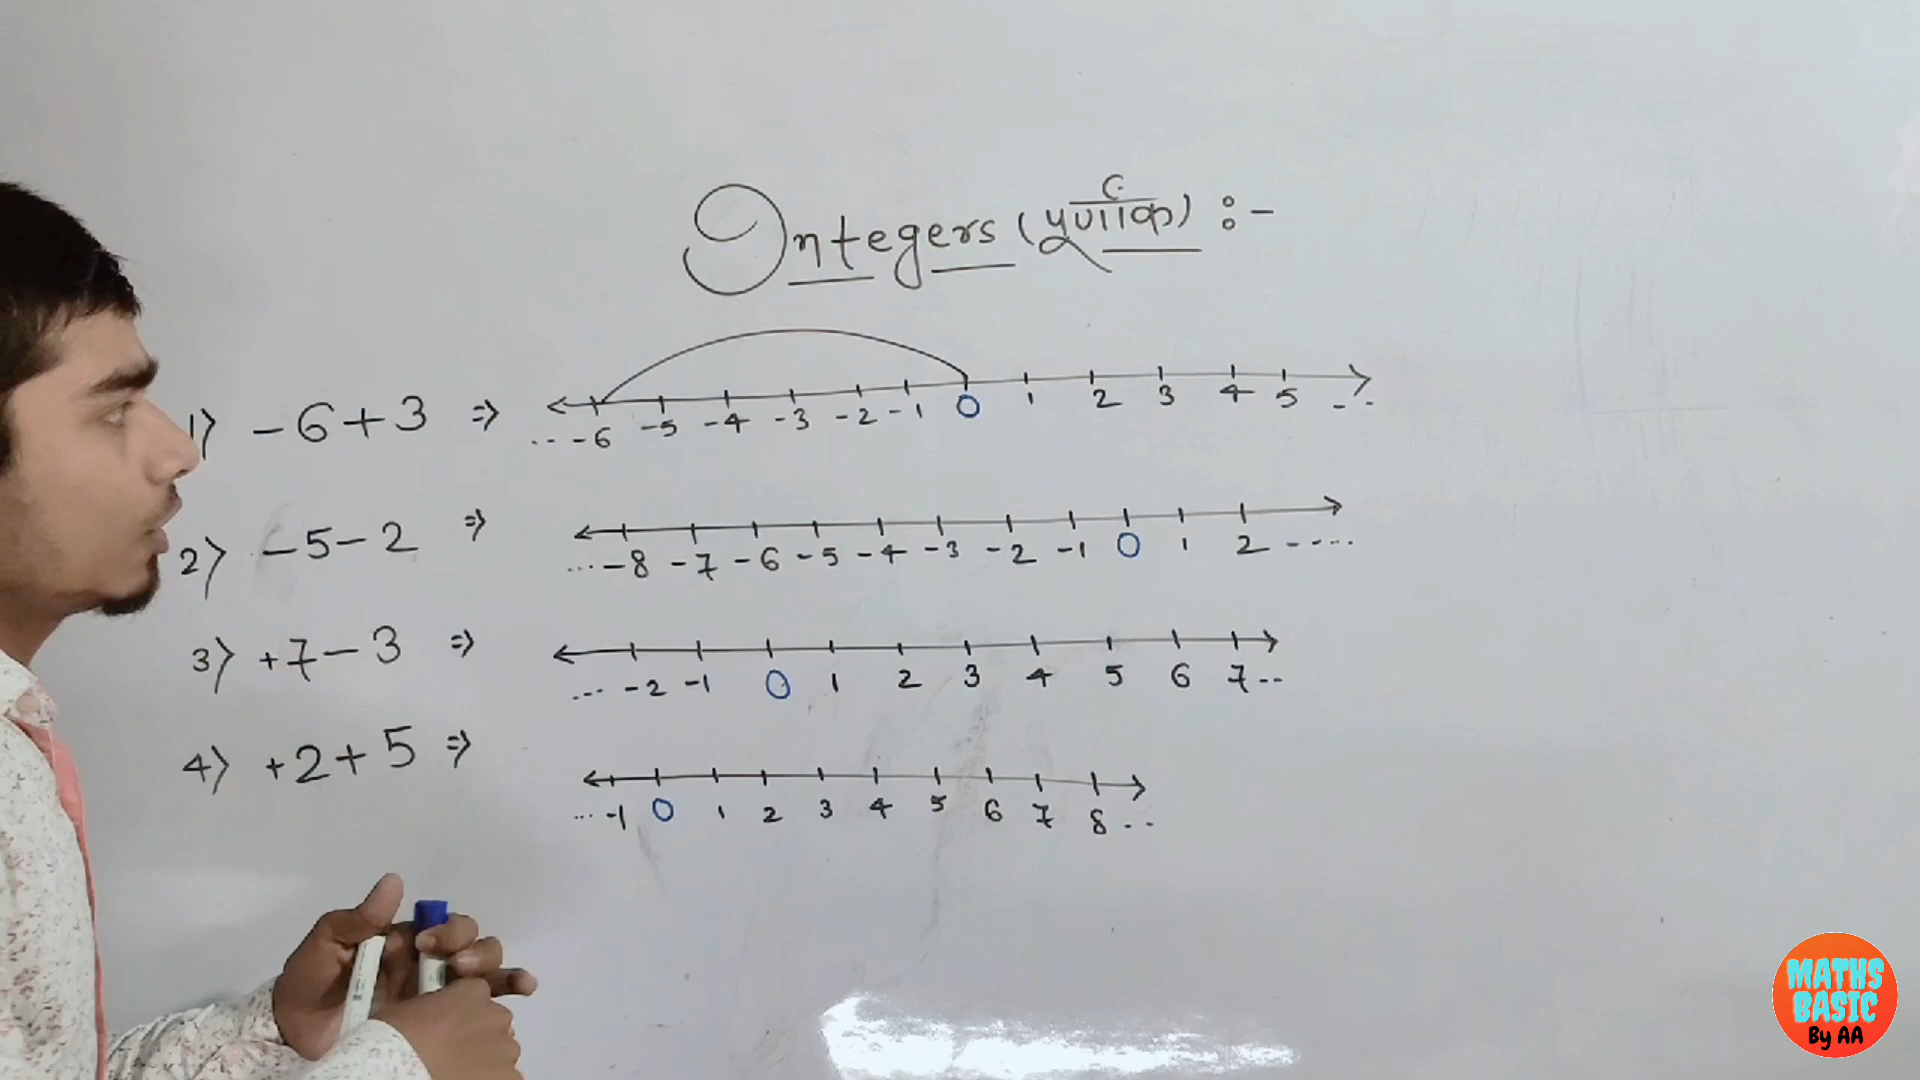 Integers (पूर्णांक) :-
1) -6+3 ⇒
... -6 -5 -4 -3 -2 -1 0 1 2 3 4 5 ...
2) -5-2 ⇒
... -8 -7 -6 -5 -4 -3 -2 -1 0 1 2 .....
3) +7-3 ⇒
... -2 -1 0 1 2 3 4 5 6 7 ..
4) +2+5 ⇒
... -1 0 1 2 3 4 5 6 7 8 ..
MATHS
BASIC
By AA